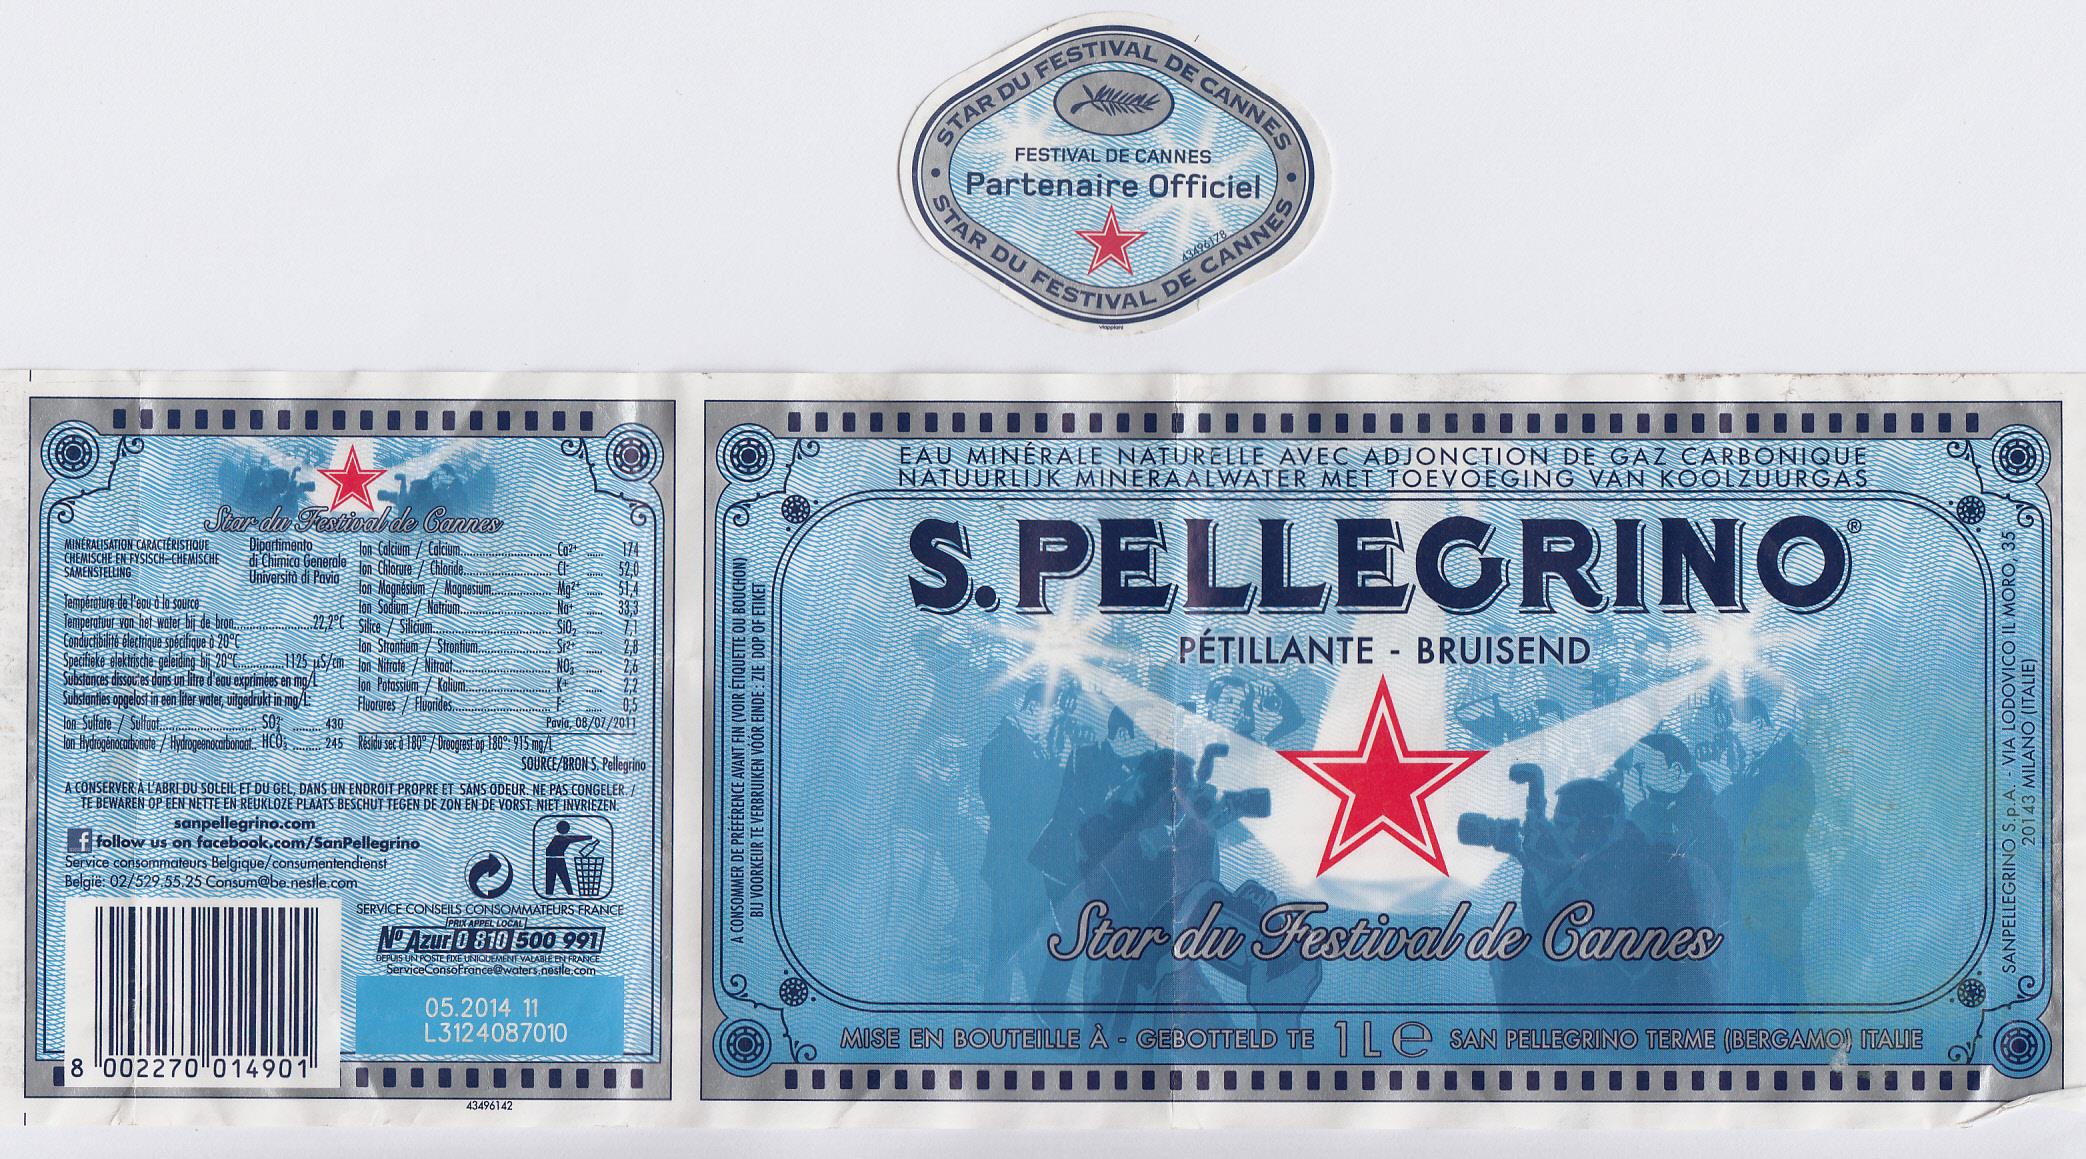 STAR DU FESTIVAL DE CANNES
FESTIVAL DE CANNES
Partenaire Officiel
43496178
STAR DU FESTIVAL DE CANNES
viappiani
Star du Festival de Cannes
MINÉRALISATION CARACTÉRISTIQUE
CHEMISCHE EN FYSISCH-CHEMISCHE
SAMENSTELLING
Dipartimento
di Chimica Generale
Università di Pavia
Température de l'eau à la source
Temperatuur van het water bij de bron....................22,2°C
Conductibilité électrique spécifique à 20°C
Specifieke elektrische geleiding bij 20°C............1125 µS/cm
Substances dissoutes dans un litre d'eau exprimées en mg/L
Substanties opgelost in een liter water, uitgedrukt in mg/L:
Ion Sulfate / Sulfaat........................ SO₄²⁻ 430
Ion Hydrogénocarbonate / Hydrogeenocarbonaat.. HCO₃⁻ ....... 245
Ion Calcium / Calcium........................ Ca²⁺ ..... 174
Ion Chlorure / Chloride...................... Cl⁻ ..... 52,0
Ion Magnésium / Magnesium.................... Mg²⁺ ..... 51,4
Ion Sodium / Natrium......................... Na⁺ ..... 33,3
Silice / Silicium............................ SiO₂ ..... 7,1
Ion Strontium / Strontium.................... Sr²⁺ ..... 2,8
Ion Nitrate / Nitraat........................ NO₃⁻ ..... 2,6
Ion Potassium / Kalium....................... K⁺ ..... 2,2
Fluorures / Fluorides........................ F⁻ ..... 0,5
Pavia, 08/07/2011
Résidu sec à 180° / Droogrest op 180°: 915 mg/L
SOURCE/BRON S. Pellegrino
A CONSERVER À L'ABRI DU SOLEIL ET DU GEL, DANS UN ENDROIT PROPRE ET SANS ODEUR. NE PAS CONGELER. /
TE BEWAREN OP EEN NETTE EN REUKLOZE PLAATS BESCHUT TEGEN DE ZON EN DE VORST. NIET INVRIEZEN.
sanpellegrino.com
f follow us on facebook.com/SanPellegrino
Service consommateurs Belgique/consumentendienst
België: 02/529.55.25 Consum@be.nestle.com
SERVICE CONSEILS CONSOMMATEURS FRANCE
PRIX APPEL LOCAL
N° Azur 0 810 500 991
DEPUIS UN POSTE FIXE UNIQUEMENT VALABLE EN FRANCE
ServiceConsoFrance@waters.nestle.com
05.2014 11
L3124087010
8 002270 014901
43496142
EAU MINÉRALE NATURELLE AVEC ADJONCTION DE GAZ CARBONIQUE
NATUURLIJK MINERAALWATER MET TOEVOEGING VAN KOOLZUURGAS
S.PELLEGRINO®
PÉTILLANTE - BRUISEND
A CONSOMMER DE PRÉFÉRENCE AVANT FIN (VOIR ÉTIQUETTE OU BOUCHON)
BIJ VOORKEUR TE VERBRUIKEN VÓÓR EINDE : ZIE DOP OF ETIKET
Star du Festival de Cannes
MISE EN BOUTEILLE À - GEBOTTELD TE 1L e SAN PELLEGRINO TERME (BERGAMO) ITALIE
SANPELLEGRINO S.p.A. - VIA LODOVICO IL MORO, 35
20143 MILANO (ITALIE)